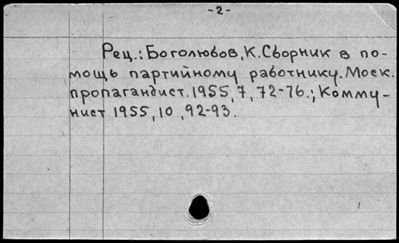 -2-
Рец.: Боголювов, К. Сборник в по-
мощь партийному работнику. Моск.
пропагандист. 1955, 7, 72-76.; Комму-
нист 1955, 10, 92-93.